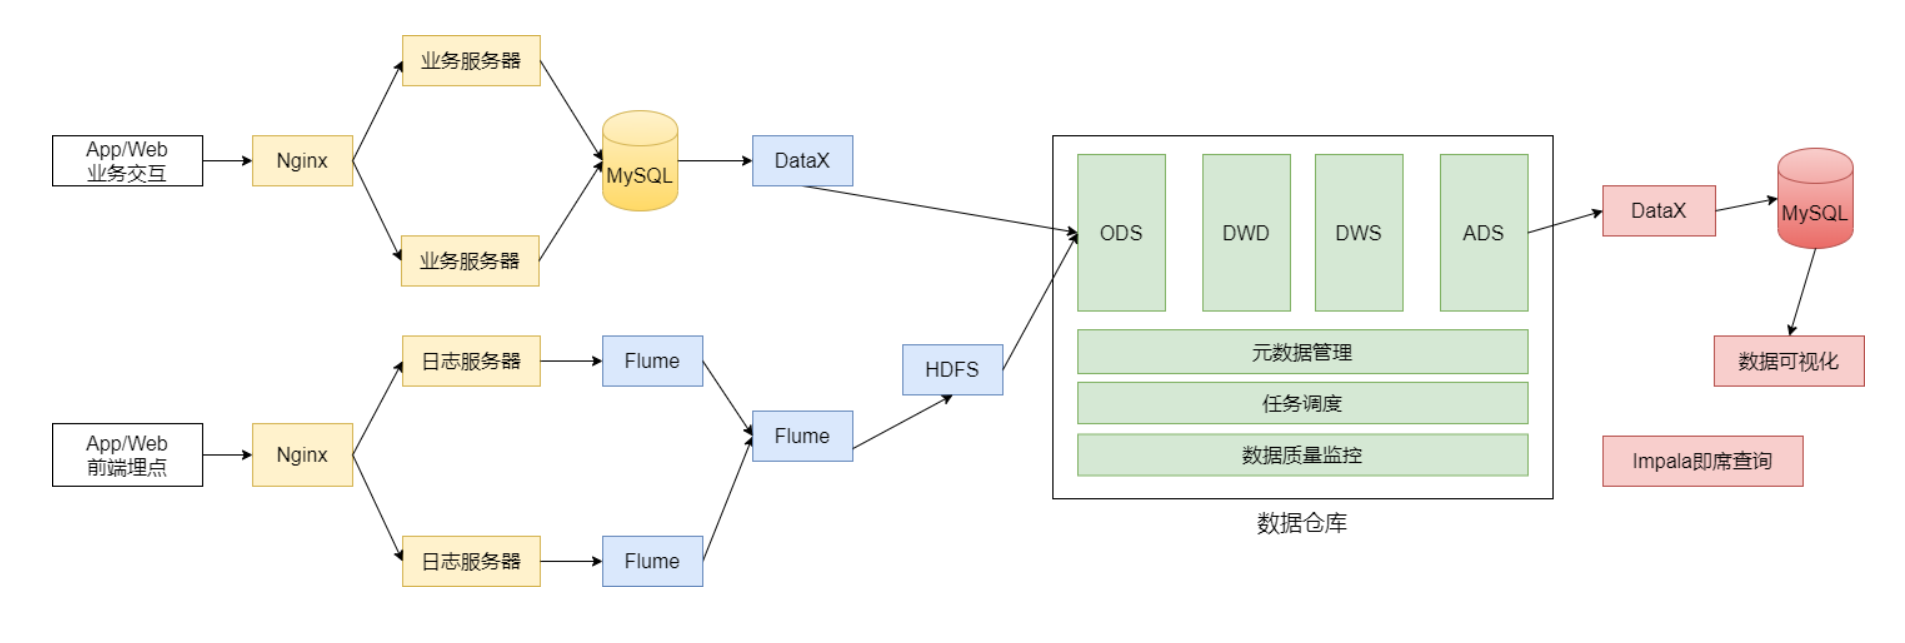 App/Web
业务交互
Nginx
业务服务器
业务服务器
MySQL
DataX
App/Web
前端埋点
Nginx
日志服务器
日志服务器
Flume
Flume
Flume
HDFS
ODS
DWD
DWS
ADS
元数据管理
任务调度
数据质量监控
数据仓库
DataX
MySQL
数据可视化
Impala即席查询